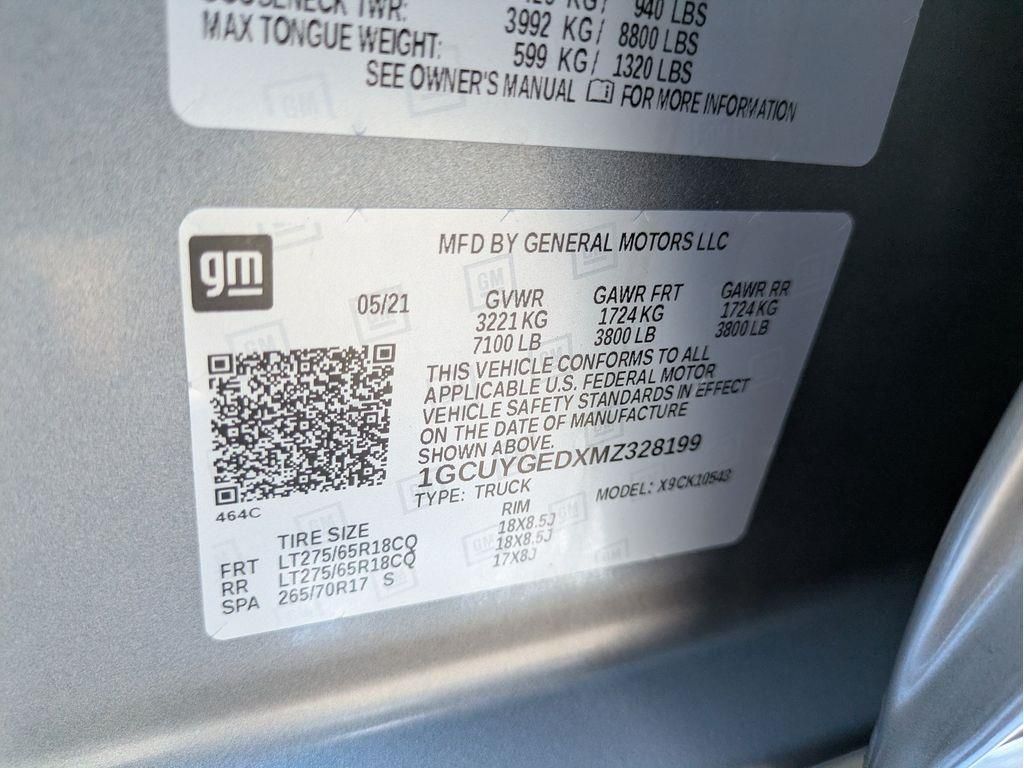 TWR: KG/ 940 LBS
3992 KG/ 8800 LBS
MAX TONGUE WEIGHT: 599 KG/ 1320 LBS
SEE OWNER'S MANUAL FOR MORE INFORMATION
gm
MFD BY GENERAL MOTORS LLC
05/21 GVWR GAWR FRT GAWR RR
3221 KG 1724 KG 1724 KG
7100 LB 3800 LB 3800 LB
THIS VEHICLE CONFORMS TO ALL
APPLICABLE U.S. FEDERAL MOTOR
VEHICLE SAFETY STANDARDS IN EFFECT
ON THE DATE OF MANUFACTURE
SHOWN ABOVE.
1GCUYGEDXMZ328199
TYPE: TRUCK MODEL: X9CK10543
464C
TIRE SIZE RIM
FRT LT275/65R18CQ 18X8.5J
RR LT275/65R18CQ 18X8.5J
SPA 265/70R17 S 17X8J